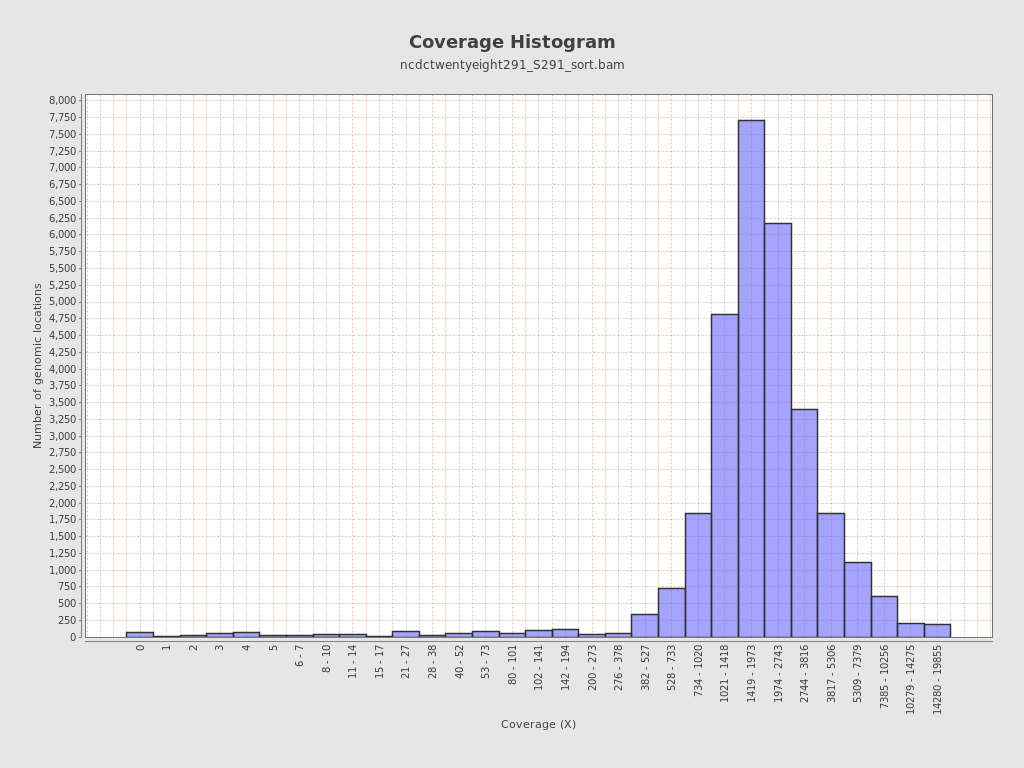 Coverage Histogram
ncdctwentyeight291_S291_sort.bam
8,000
7,750
7,500
7,250
7,000
6,750
6,500
6,250
6,000
5,750
5,500
5,250
5,000
4,750
4,500
4,250
4,000
3,750
3,500
3,250
3,000
2,750
2,500
2,250
2,000
1,750
1,500
1,250
1,000
750
500
250
0
Number of genomic locations
0
1
2
3
4
5
6 - 7
8 - 10
11 - 14
15 - 17
21 - 27
28 - 38
40 - 52
53 - 73
80 - 101
102 - 141
142 - 194
200 - 273
276 - 378
382 - 527
528 - 733
734 - 1020
1021 - 1418
1419 - 1973
1974 - 2743
2744 - 3816
3817 - 5306
5309 - 7379
7385 - 10256
10279 - 14275
14280 - 19855
Coverage (X)